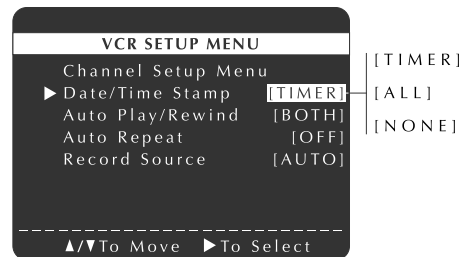 VCR SETUP MENU
Channel Setup Menu
▶ Date/Time Stamp [TIMER]
Auto Play/Rewind [BOTH]
Auto Repeat [OFF]
Record Source [AUTO]
▲/▼To Move ▶To Select
[TIMER]
[ALL]
[NONE]